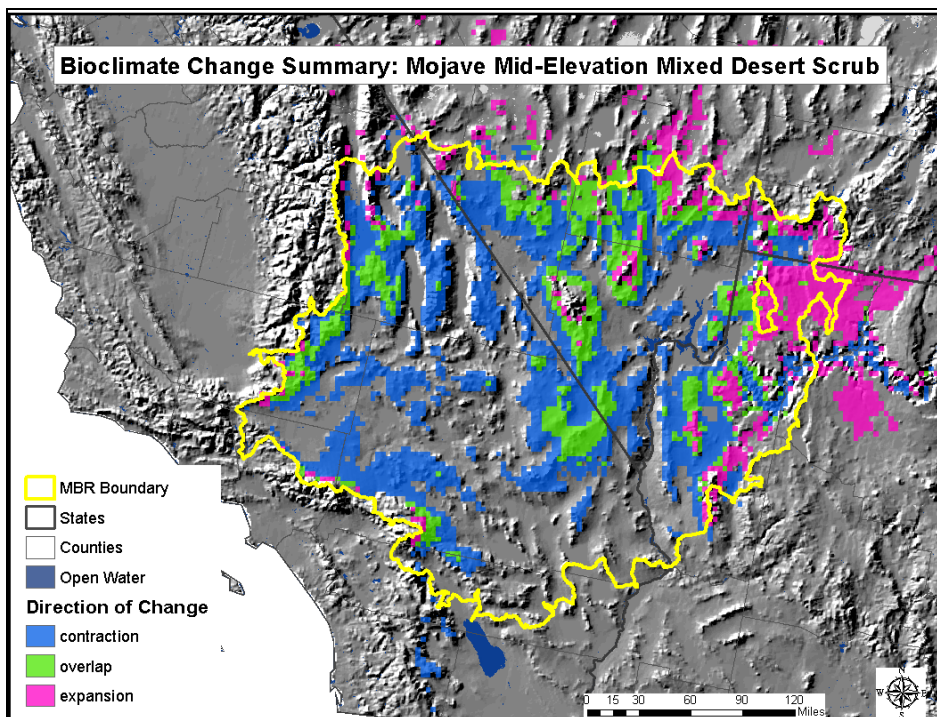 Bioclimate Change Summary: Mojave Mid-Elevation Mixed Desert Scrub
MBR Boundary
States
Counties
Open Water
Direction of Change
contraction
overlap
expansion
0 15 30 60 90 120
Miles
N
W E
S